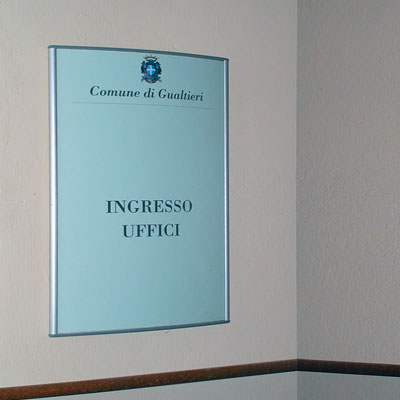 Comune di Gualtieri
INGRESSO
UFFICI